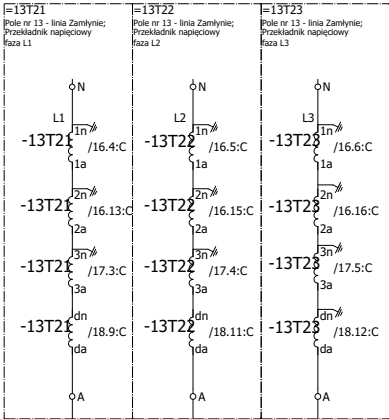 =13T21
Pole nr 13 - linia Zamłynie;
Przekładnik napięciowy
faza L1
N
L1
1n
-13T21
/16.4:C
1a
2n
-13T21
/16.13:C
2a
3n
-13T21
/17.3:C
3a
dn
-13T21
/18.9:C
da
A
=13T22
Pole nr 13 - linia Zamłynie;
Przekładnik napięciowy
faza L2
N
L2
1n
-13T22
/16.5:C
1a
2n
-13T22
/16.15:C
2a
3n
-13T22
/17.4:C
3a
dn
-13T22
/18.11:C
da
A
=13T23
Pole nr 13 - linia Zamłynie;
Przekładnik napięciowy
faza L3
N
L3
1n
-13T23
/16.6:C
1a
2n
-13T23
/16.16:C
2a
3n
-13T23
/17.5:C
3a
dn
-13T23
/18.12:C
da
A